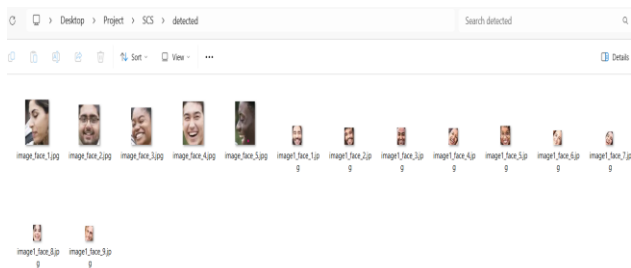 Desktop > Project > SCS > detected
Search detected
Sort
View
Details
image_face_1.jpg
image_face_2.jpg
image_face_3.jpg
image_face_4.jpg
image_face_5.jpg
image1_face_1.jp
g
image1_face_2.jp
g
image1_face_3.jp
g
image1_face_4.jp
g
image1_face_5.jp
g
image1_face_6.jp
g
image1_face_7.jp
g
image1_face_8.jp
g
image1_face_9.jp
g